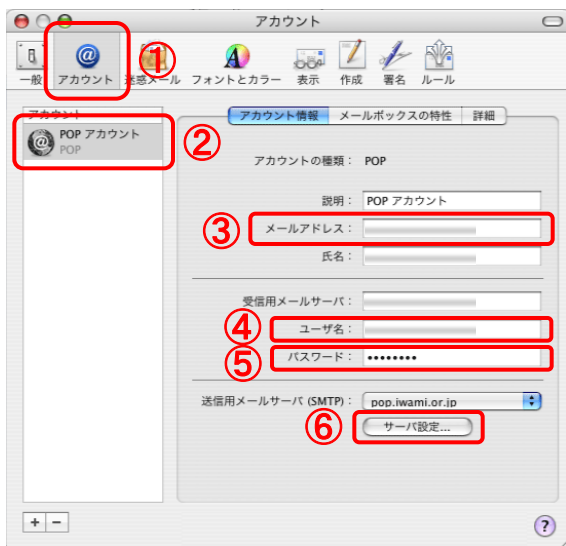 アカウント
①
一般 アカウント 迷惑メール フォントとカラー 表示 作成 署名 ルール
アカウント
POP アカウント
POP
②
アカウント情報 メールボックスの特性 詳細
アカウントの種類： POP
説明： POP アカウント
③ メールアドレス：
氏名：
受信用メールサーバ：
④ ユーザ名：
⑤ パスワード： ••••••••
送信用メールサーバ (SMTP)： pop.iwami.or.jp
⑥ サーバ設定...
+ −
?